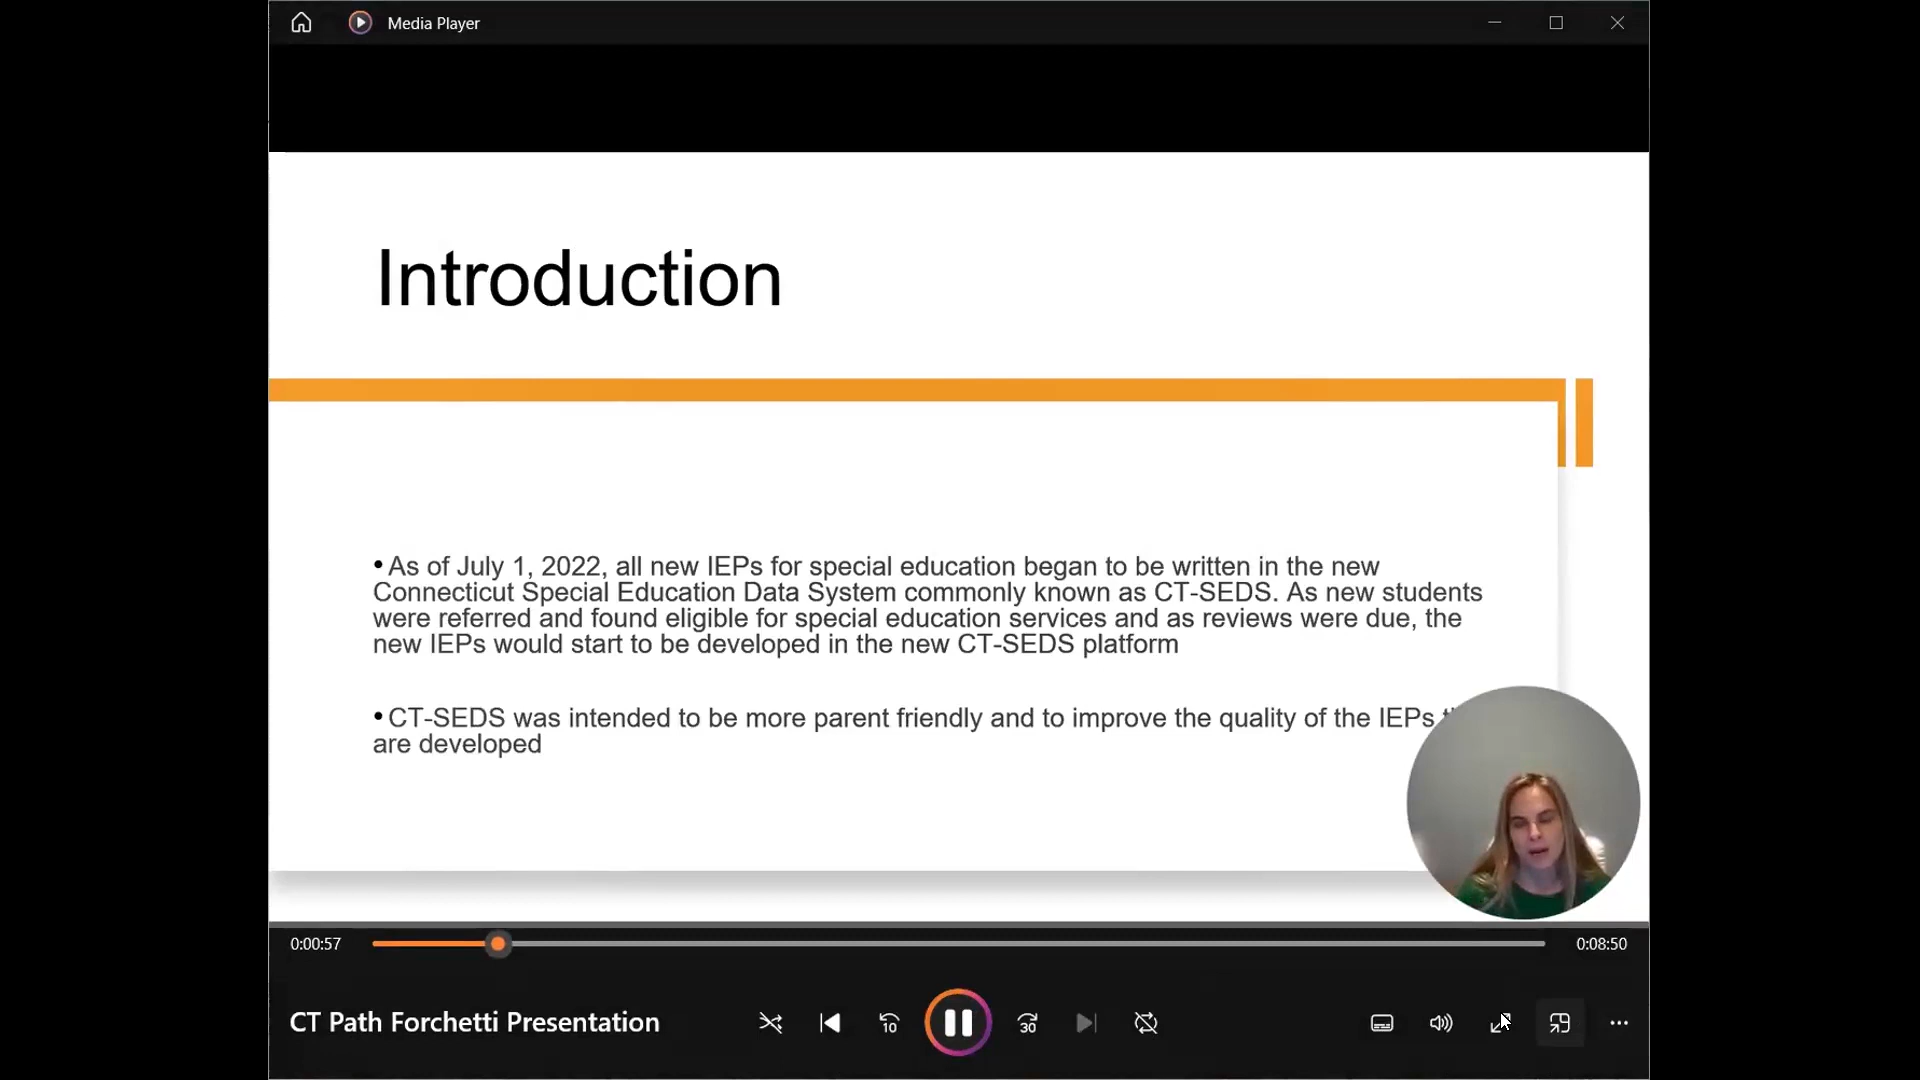 Media Player
Introduction
•As of July 1, 2022, all new IEPs for special education began to be written in the new
Connecticut Special Education Data System commonly known as CT-SEDS. As new students
were referred and found eligible for special education services and as reviews were due, the
new IEPs would start to be developed in the new CT-SEDS platform
•CT-SEDS was intended to be more parent friendly and to improve the quality of the IEPs
are developed
0:00:57
0:08:50
CT Path Forchetti Presentation
10
30